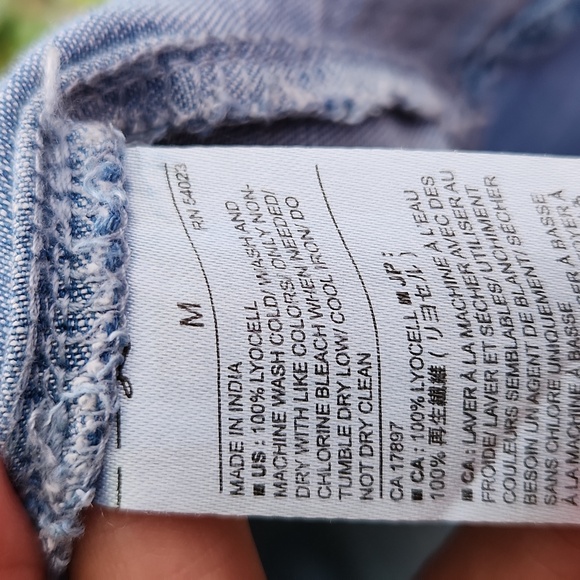 M
RN 54023
MADE IN INDIA
■ US : 100% LYOCELL
MACHINE WASH COLD/ WASH AND
DRY WITH LIKE COLORS/ ONLY NON-
CHLORINE BLEACH WHEN NEEDED/
TUMBLE DRY LOW/ COOL IRON/ DO
NOT DRY CLEAN
CA 17897
■ CA : 100% LYOCELL ■ JP :
100% 再生繊維 ( リヨセル )
■ CA : LAVER À LA MACHINE À L'EAU
FROIDE/ LAVER ET SÉCHER AVEC DES
COULEURS SEMBLABLES/ UTILISER AU
BESOIN UN AGENT DE BLANCHIMENT
SANS CHLORE UNIQUEMENT/ SÉCHER
À LA MA À BASSE